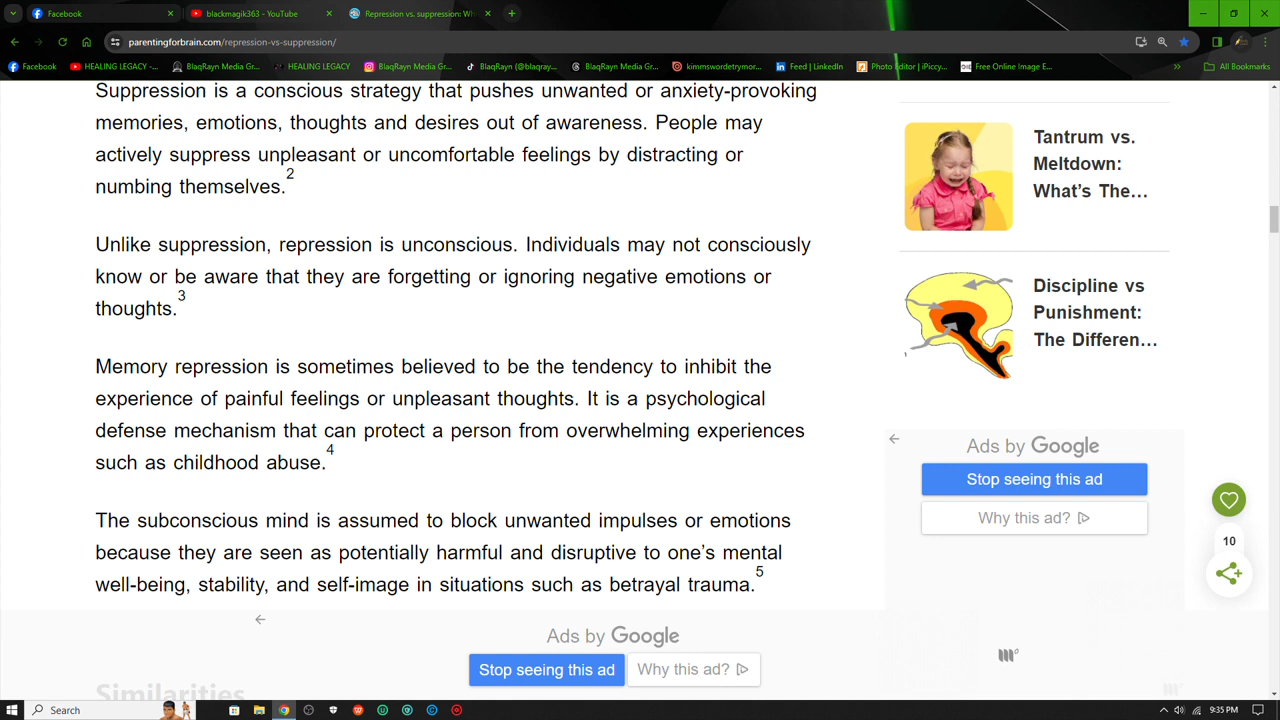 Facebook
blackmagik363 - YouTube
Repression vs. suppression: Wh
parentingforbrain.com/repression-vs-suppression/
Facebook
HEALING LEGACY -...
BlaqRayn Media Gr...
HEALING LEGACY
BlaqRayn Media Gr...
BlaqRayn (@blaqray...
BlaqRayn Media Gr...
kimmswordetrymor...
Feed | LinkedIn
Photo Editor | iPiccy...
Free Online Image E...
»
All Bookmarks
Suppression is a conscious strategy that pushes unwanted or anxiety-provoking
memories, emotions, thoughts and desires out of awareness. People may
actively suppress unpleasant or uncomfortable feelings by distracting or
numbing themselves.2
Unlike suppression, repression is unconscious. Individuals may not consciously
know or be aware that they are forgetting or ignoring negative emotions or
thoughts.3
Memory repression is sometimes believed to be the tendency to inhibit the
experience of painful feelings or unpleasant thoughts. It is a psychological
defense mechanism that can protect a person from overwhelming experiences
such as childhood abuse.4
The subconscious mind is assumed to block unwanted impulses or emotions
because they are seen as potentially harmful and disruptive to one's mental
well-being, stability, and self-image in situations such as betrayal trauma.5
Similarities
Tantrum vs.
Meltdown:
What's The...
Discipline vs
Punishment:
The Differen...
Ads by Google
Stop seeing this ad
Why this ad?
10
Ads by Google
Stop seeing this ad
Why this ad?
Search
9:35 PM